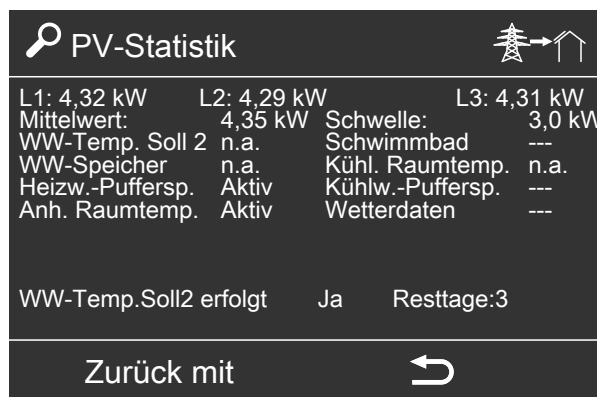 PV-Statistik
L1: 4,32 kW L2: 4,29 kW L3: 4,31 kW
Mittelwert: 4,35 kW Schwelle: 3,0 kW
WW-Temp. Soll 2 n.a. Schwimmbad ---
WW-Speicher n.a. Kühl. Raumtemp. n.a.
Heizw.-Puffersp. Aktiv Kühlw.-Puffersp. ---
Anh. Raumtemp. Aktiv Wetterdaten ---
WW-Temp.Soll2 erfolgt Ja Resttage:3
Zurück mit